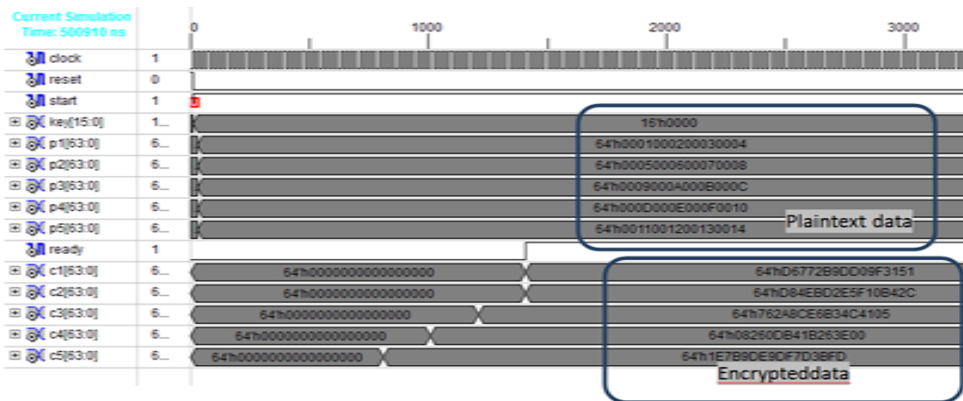 Current Simulation
Time: 500910 ns
0 1000 2000 3000
clock 1
reset 0
start 1
key[15:0] 1... 16'h0000
p1[63:0] 6... 64'h0001000200030004
p2[63:0] 6... 64'h0005000600070008
p3[63:0] 6... 64'h0009000A000B000C
p4[63:0] 6... 64'h000D000E000F0010
p5[63:0] 6... 64'h0011001200130014
Plaintext data
ready 1
c1[63:0] 6... 64'h0000000000000000 64'hD6772B9DD09F3151
c2[63:0] 6... 64'h0000000000000000 64'hD84EBD2E5F10B42C
c3[63:0] 6... 64'h0000000000000000 64'h762A8CE6B34C4105
c4[63:0] 6... 64'h0000000000000000 64'h08260DB41B263E00
c5[63:0] 6... 64'h0000000000000000 64'h1E7B9DE9DF7D3BFD
Encrypteddata